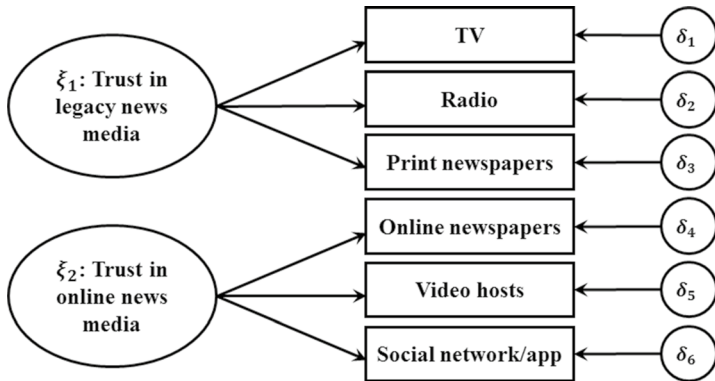 ξ₁: Trust in
legacy news
media
TV
δ₁
Radio
δ₂
Print newspapers
δ₃
ξ₂: Trust in
online news
media
Online newspapers
δ₄
Video hosts
δ₅
Social network/app
δ₆